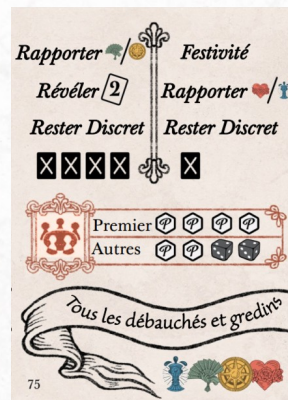 Rapporter / Festivité
Révéler 2 Rapporter /
Rester Discret Rester Discret
X X X X X
Premier P P P P
Autres P P
Tous les débauchés et gredins
75